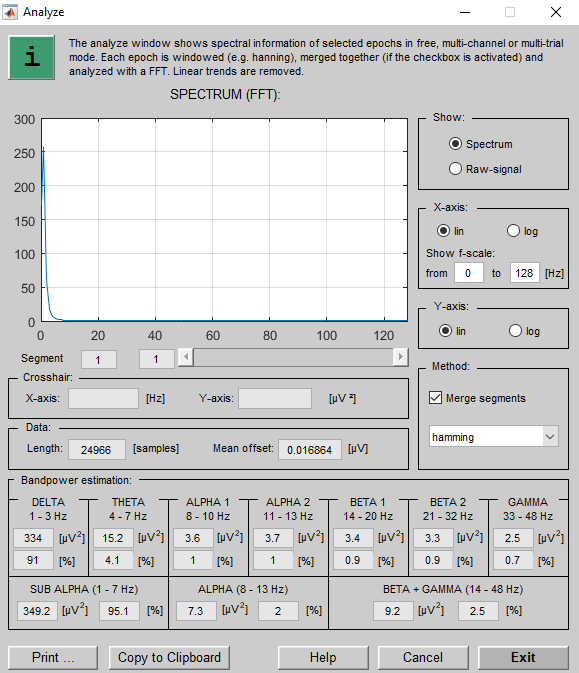 Analyze
i
The analyze window shows spectral information of selected epochs in free, multi-channel or multi-trial
mode. Each epoch is windowed (e.g. hanning), merged together (if the checkbox is activated) and
analyzed with a FFT. Linear trends are removed.
SPECTRUM (FFT):
300
250
200
150
100
50
0
0 20 40 60 80 100 120
Segment 1 1
Show:
Spectrum
Raw-signal
X-axis:
lin log
Show f-scale:
from 0 to 128 [Hz]
Y-axis:
lin log
Crosshair:
X-axis: [Hz] Y-axis: [µV ²]
Data:
Length: 24966 [samples] Mean offset: 0.016864 [µV]
Method:
Merge segments
hamming
Bandpower estimation:
DELTA THETA ALPHA 1 ALPHA 2 BETA 1 BETA 2 GAMMA
1 - 3 Hz 4 - 7 Hz 8 - 10 Hz 11 - 13 Hz 14 - 20 Hz 21 - 32 Hz 33 - 48 Hz
334 [µV²] 15.2 [µV²] 3.6 [µV²] 3.7 [µV²] 3.4 [µV²] 3.3 [µV²] 2.5 [µV²]
91 [%] 4.1 [%] 1 [%] 1 [%] 0.9 [%] 0.9 [%] 0.7 [%]
SUB ALPHA (1 - 7 Hz) ALPHA (8 - 13 Hz) BETA + GAMMA (14 - 48 Hz)
349.2 [µV²] 95.1 [%] 7.3 [µV²] 2 [%] 9.2 [µV²] 2.5 [%]
Print ... Copy to Clipboard Help Cancel Exit